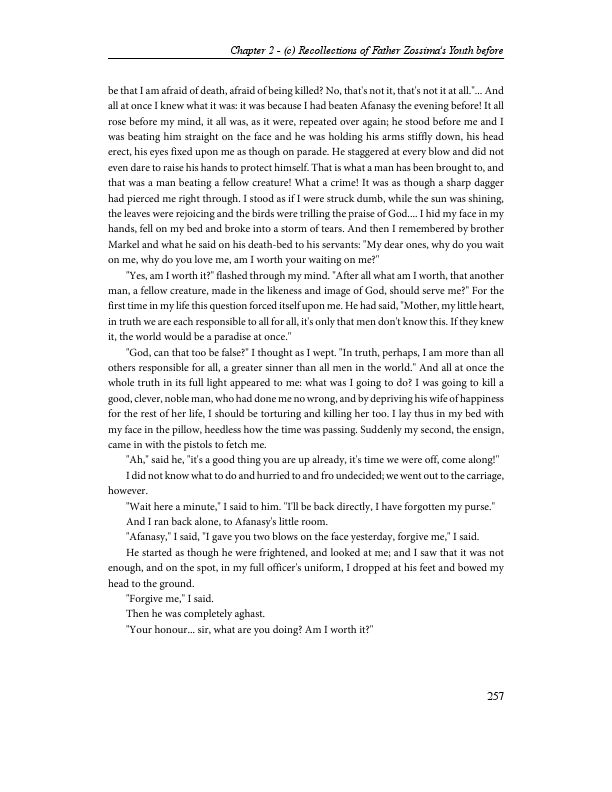 Chapter 2 - (c) Recollections of Father Zossima's Youth before
be that I am afraid of death, afraid of being killed? No, that's not it, that's not it at all."... And
all at once I knew what it was: it was because I had beaten Afanasy the evening before! It all
rose before my mind, it all was, as it were, repeated over again; he stood before me and I
was beating him straight on the face and he was holding his arms stiffly down, his head
erect, his eyes fixed upon me as though on parade. He staggered at every blow and did not
even dare to raise his hands to protect himself. That is what a man has been brought to, and
that was a man beating a fellow creature! What a crime! It was as though a sharp dagger
had pierced me right through. I stood as if I were struck dumb, while the sun was shining,
the leaves were rejoicing and the birds were trilling the praise of God.... I hid my face in my
hands, fell on my bed and broke into a storm of tears. And then I remembered by brother
Markel and what he said on his death-bed to his servants: "My dear ones, why do you wait
on me, why do you love me, am I worth your waiting on me?"
"Yes, am I worth it?" flashed through my mind. "After all what am I worth, that another
man, a fellow creature, made in the likeness and image of God, should serve me?" For the
first time in my life this question forced itself upon me. He had said, "Mother, my little heart,
in truth we are each responsible to all for all, it's only that men don't know this. If they knew
it, the world would be a paradise at once."
"God, can that too be false?" I thought as I wept. "In truth, perhaps, I am more than all
others responsible for all, a greater sinner than all men in the world." And all at once the
whole truth in its full light appeared to me: what was I going to do? I was going to kill a
good, clever, noble man, who had done me no wrong, and by depriving his wife of happiness
for the rest of her life, I should be torturing and killing her too. I lay thus in my bed with
my face in the pillow, heedless how the time was passing. Suddenly my second, the ensign,
came in with the pistols to fetch me.
"Ah," said he, "it's a good thing you are up already, it's time we were off, come along!"
I did not know what to do and hurried to and fro undecided; we went out to the carriage,
however.
"Wait here a minute," I said to him. "I'll be back directly, I have forgotten my purse."
And I ran back alone, to Afanasy's little room.
"Afanasy," I said, "I gave you two blows on the face yesterday, forgive me," I said.
He started as though he were frightened, and looked at me; and I saw that it was not
enough, and on the spot, in my full officer's uniform, I dropped at his feet and bowed my
head to the ground.
"Forgive me," I said.
Then he was completely aghast.
"Your honour... sir, what are you doing? Am I worth it?"
257